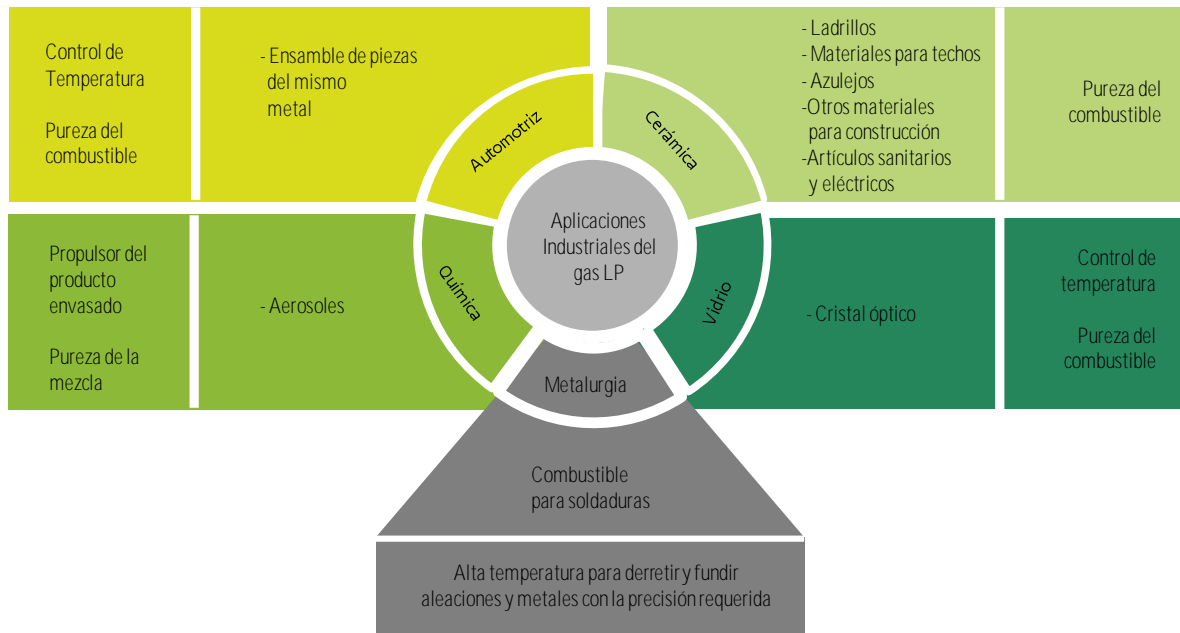 Control de
Temperatura
Pureza del
combustible
- Ensamble de piezas
del mismo
metal
Automotriz
Cerámica
- Ladrillos
- Materiales para techos
- Azulejos
-Otros materiales
para construcción
-Artículos sanitarios
y eléctricos
Pureza del
combustible
Aplicaciones
Industriales del
gas LP
Propulsor del
producto
envasado
Pureza de la
mezcla
- Aerosoles
Química
Vidrio
- Cristal óptico
Control de
temperatura
Pureza del
combustible
Metalurgia
Combustible
para soldaduras
Alta temperatura para derretir y fundir
aleaciones y metales con la precisión requerida